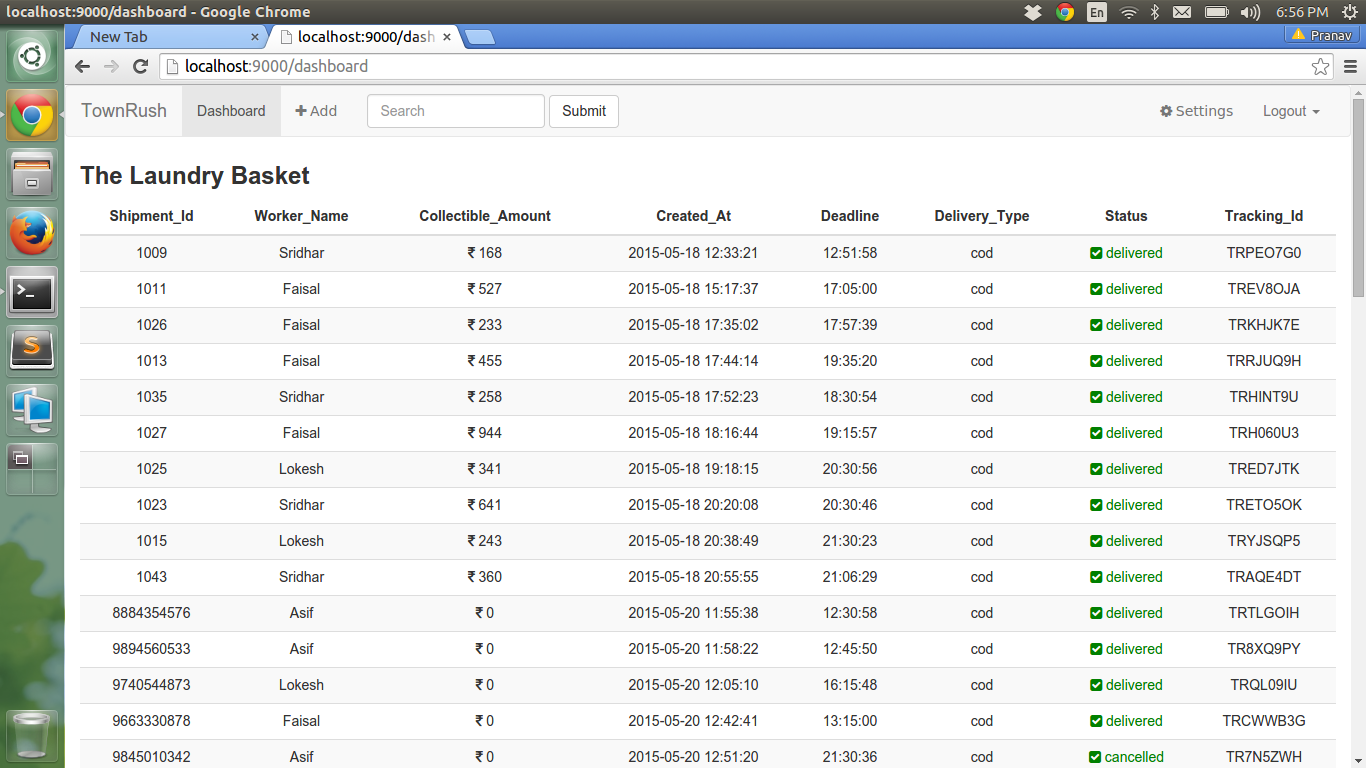 localhost:9000/dashboard - Google Chrome En 6:56 PM
New Tab × localhost:9000/dash × Pranav
localhost:9000/dashboard
TownRush Dashboard + Add Search Submit Settings Logout
The Laundry Basket
Shipment_Id Worker_Name Collectible_Amount Created_At Deadline Delivery_Type Status Tracking_Id
1009 Sridhar ₹ 168 2015-05-18 12:33:21 12:51:58 cod delivered TRPEO7G0
1011 Faisal ₹ 527 2015-05-18 15:17:37 17:05:00 cod delivered TREV8OJA
1026 Faisal ₹ 233 2015-05-18 17:35:02 17:57:39 cod delivered TRKHJK7E
1013 Faisal ₹ 455 2015-05-18 17:44:14 19:35:20 cod delivered TRRJUQ9H
1035 Sridhar ₹ 258 2015-05-18 17:52:23 18:30:54 cod delivered TRHINT9U
1027 Faisal ₹ 944 2015-05-18 18:16:44 19:15:57 cod delivered TRH060U3
1025 Lokesh ₹ 341 2015-05-18 19:18:15 20:30:56 cod delivered TRED7JTK
1023 Sridhar ₹ 641 2015-05-18 20:20:08 20:30:46 cod delivered TRETO5OK
1015 Lokesh ₹ 243 2015-05-18 20:38:49 21:30:23 cod delivered TRYJSQP5
1043 Sridhar ₹ 360 2015-05-18 20:55:55 21:06:29 cod delivered TRAQE4DT
8884354576 Asif ₹ 0 2015-05-20 11:55:38 12:30:58 cod delivered TRTLGOIH
9894560533 Asif ₹ 0 2015-05-20 11:58:22 12:45:50 cod delivered TR8XQ9PY
9740544873 Lokesh ₹ 0 2015-05-20 12:05:10 16:15:48 cod delivered TRQL09IU
9663330878 Faisal ₹ 0 2015-05-20 12:42:41 13:15:00 cod delivered TRCWWB3G
9845010342 Asif ₹ 0 2015-05-20 12:51:20 21:30:36 cod cancelled TR7N5ZWH